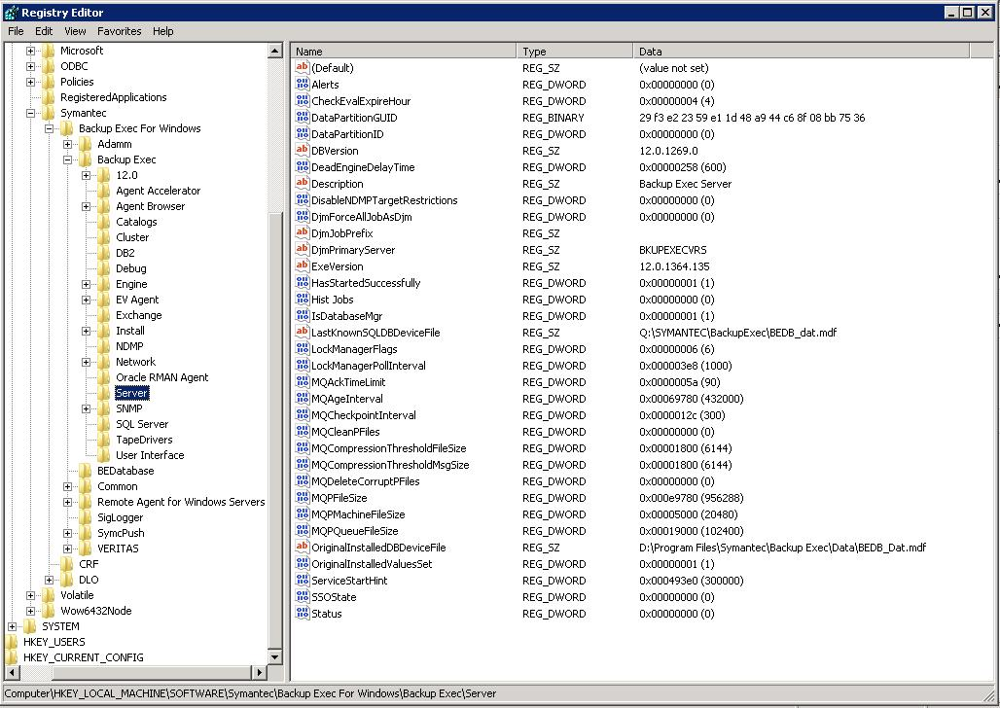 Registry Editor
File Edit View Favorites Help
Microsoft
ODBC
Policies
RegisteredApplications
Symantec
Backup Exec For Windows
Adamm
Backup Exec
12.0
Agent Accelerator
Agent Browser
Catalogs
Cluster
DB2
Debug
Engine
EV Agent
Exchange
Install
NDMP
Network
Oracle RMAN Agent
Server
SNMP
SQL Server
TapeDrivers
User Interface
BEDatabase
Common
Remote Agent for Windows Servers
SigLogger
SymcPush
VERITAS
CRF
DLO
Volatile
Wow6432Node
SYSTEM
HKEY_USERS
HKEY_CURRENT_CONFIG
Name Type Data
(Default) REG_SZ (value not set)
Alerts REG_DWORD 0x00000000 (0)
CheckEvalExpireHour REG_DWORD 0x00000004 (4)
DataPartitionGUID REG_BINARY 29 f3 e2 23 59 e1 1d 48 a9 44 c6 8f 08 bb 75 36
DataPartitionID REG_DWORD 0x00000000 (0)
DBVersion REG_SZ 12.0.1269.0
DeadEngineDelayTime REG_DWORD 0x00000258 (600)
Description REG_SZ Backup Exec Server
DisableNDMPTargetRestrictions REG_DWORD 0x00000000 (0)
DjmForceAllJobAsDjm REG_DWORD 0x00000000 (0)
DjmJobPrefix REG_SZ
DjmPrimaryServer REG_SZ BKUPEXECVRS
ExeVersion REG_SZ 12.0.1364.135
HasStartedSuccessfully REG_DWORD 0x00000001 (1)
Hist Jobs REG_DWORD 0x00000000 (0)
IsDatabaseMgr REG_DWORD 0x00000001 (1)
LastKnownSQLDBDeviceFile REG_SZ Q:\SYMANTEC\BackupExec\BEDB_dat.mdf
LockManagerFlags REG_DWORD 0x00000006 (6)
LockManagerPollInterval REG_DWORD 0x000003e8 (1000)
MQAckTimeLimit REG_DWORD 0x0000005a (90)
MQAgeInterval REG_DWORD 0x00069780 (432000)
MQCheckpointInterval REG_DWORD 0x0000012c (300)
MQCleanPFiles REG_DWORD 0x00000000 (0)
MQCompressionThresholdFileSize REG_DWORD 0x00001800 (6144)
MQCompressionThresholdMsgSize REG_DWORD 0x00001800 (6144)
MQDeleteCorruptPFiles REG_DWORD 0x00000000 (0)
MQPFileSize REG_DWORD 0x000e9780 (956288)
MQPMachineFileSize REG_DWORD 0x00005000 (20480)
MQPQueueFileSize REG_DWORD 0x00019000 (102400)
OriginalInstalledDBDeviceFile REG_SZ D:\Program Files\Symantec\Backup Exec\Data\BEDB_Dat.mdf
OriginalInstalledValuesSet REG_DWORD 0x00000001 (1)
ServiceStartHint REG_DWORD 0x000493e0 (300000)
SSOState REG_DWORD 0x00000000 (0)
Status REG_DWORD 0x00000000 (0)
Computer\HKEY_LOCAL_MACHINE\SOFTWARE\Symantec\Backup Exec For Windows\Backup Exec\Server